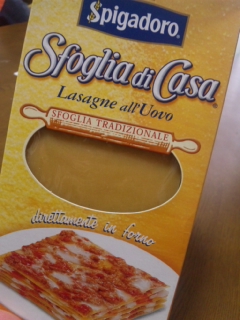 Spigadoro
Sfoglia di Casa
Lasagne all'Uovo
SFOGLIA TRADIZIONALE
direttamente in forno